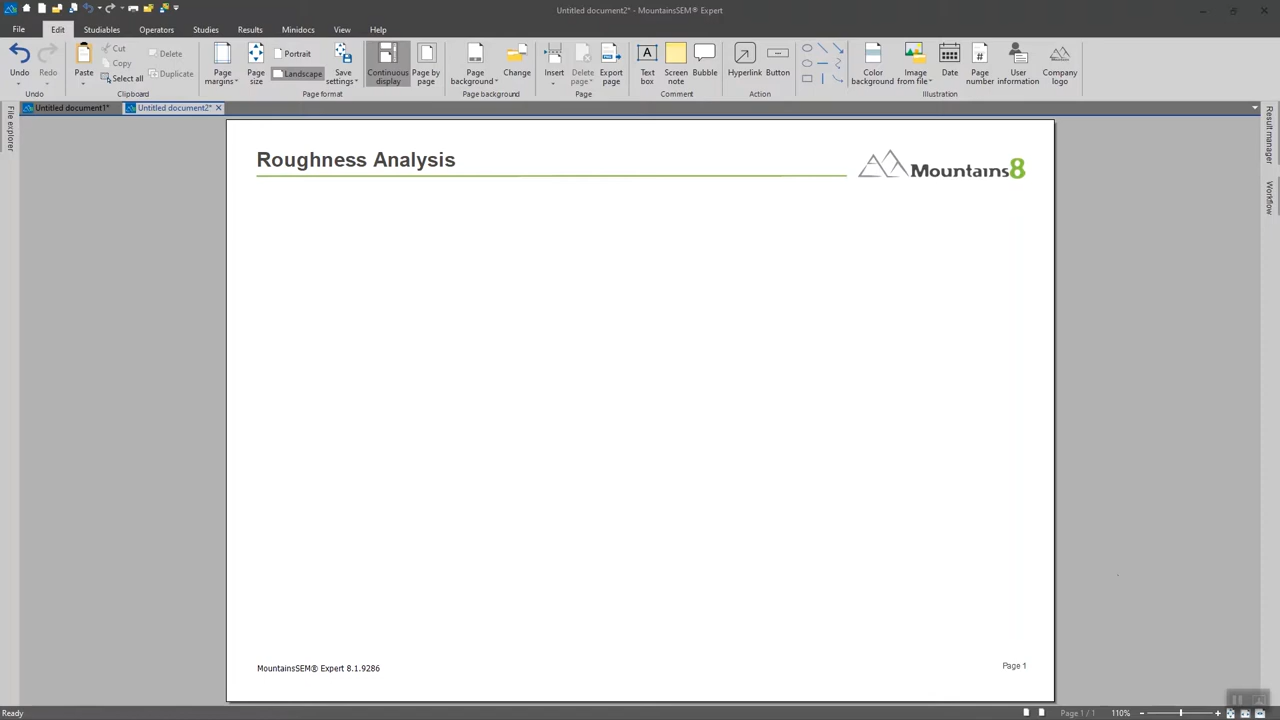 Untitled document2* - MountainsSEM® Expert
File Edit Studiables Operators Studies Results Minidocs View Help
Undo
Redo
Undo
Paste
Cut
Copy
Select all
Delete
Duplicate
Clipboard
Page margins
Page size
Portrait
Landscape
Save settings
Page format
Continuous display
Page by page
Page background
Change
Page background
Insert
Delete page
Export page
Page
Text box
Screen note
Bubble
Comment
Hyperlink
Button
Action
Color background
Image from file
Date
Page number
User information
Company logo
Illustration
Untitled document1*
Untitled document2*
File explorer
Result manager
Workflow
Roughness Analysis
Mountains8
MountainsSEM® Expert 8.1.9286
Page 1
Ready
Page 1 / 1
110%